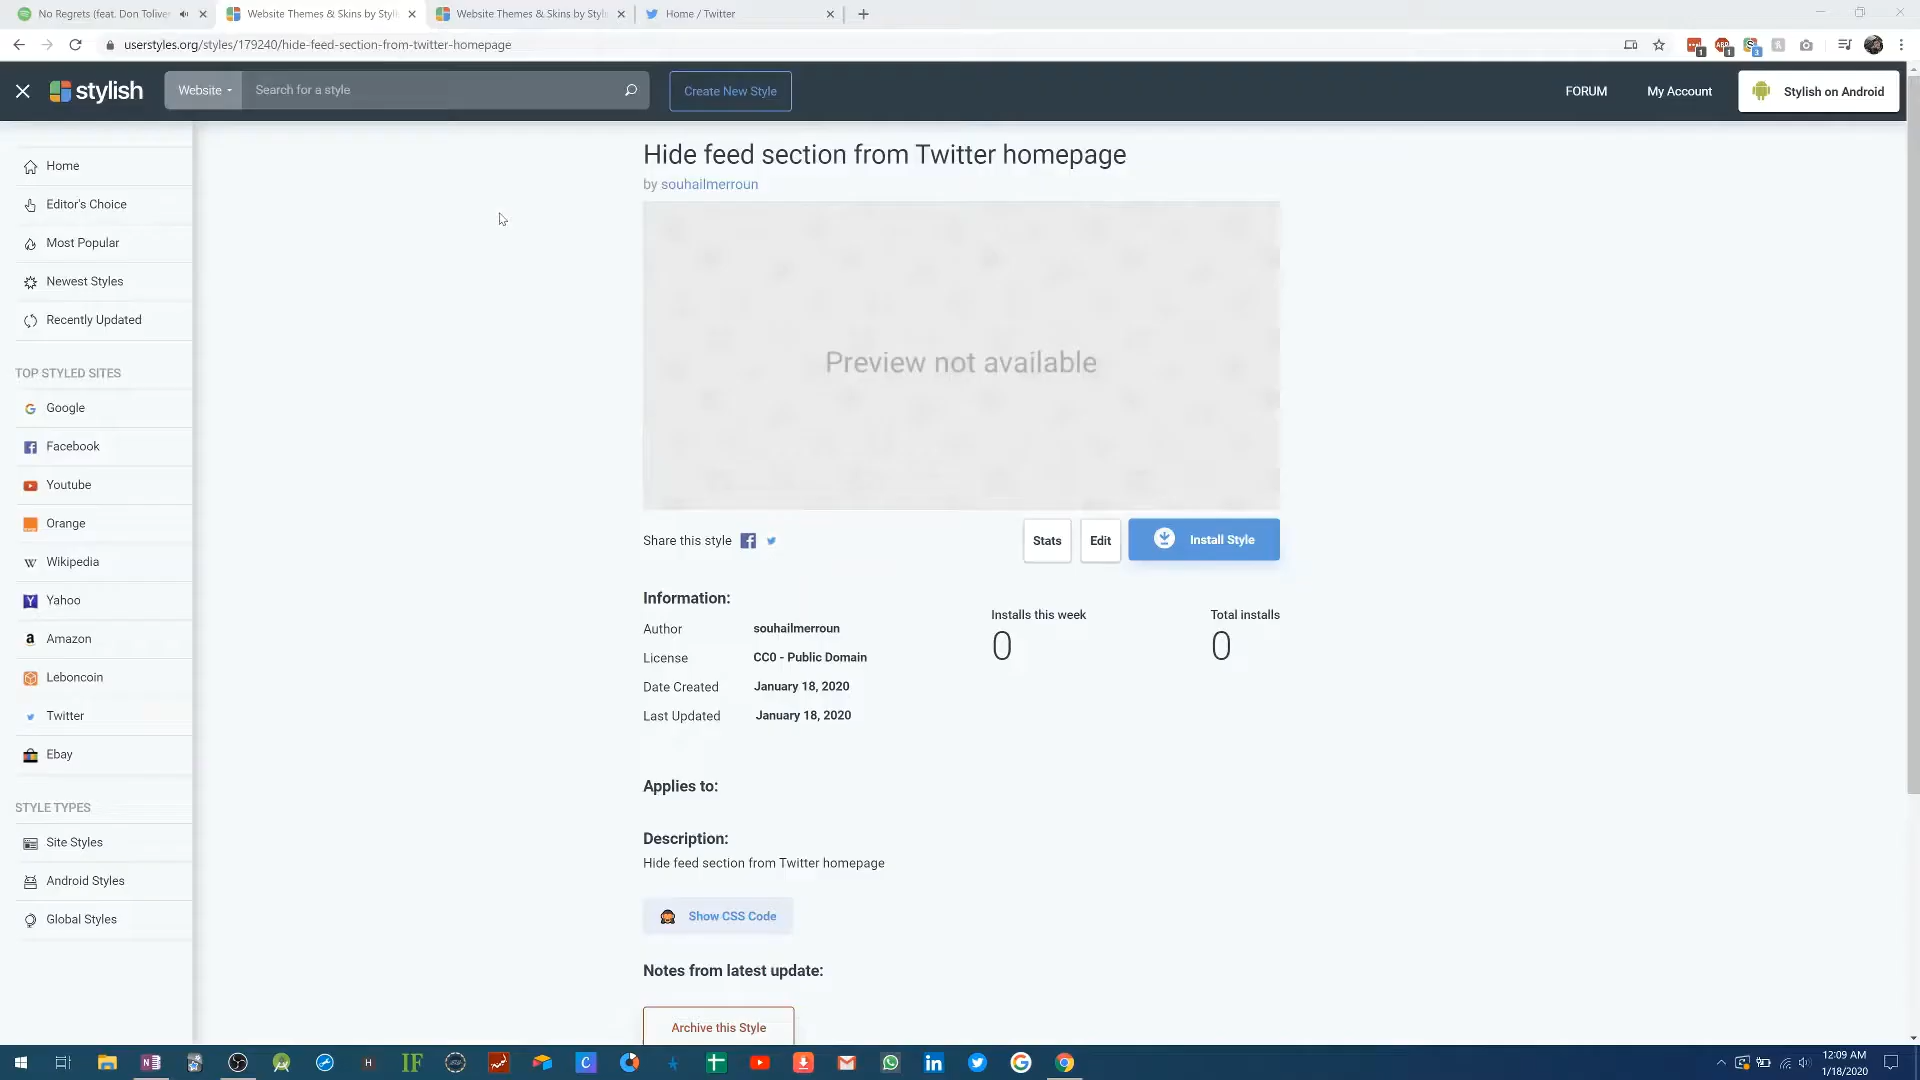 No Regrets (feat. Don Toliver
Website Themes & Skins by Styli
Website Themes & Skins by Styl
Home / Twitter
userstyles.org/styles/179240/hide-feed-section-from-twitter-homepage
stylish
Website
Search for a style
Create New Style
FORUM
My Account
Stylish on Android
Home
Editor's Choice
Most Popular
Newest Styles
Recently Updated
TOP STYLED SITES
Google
Facebook
Youtube
Orange
Wikipedia
Yahoo
Amazon
Leboncoin
Twitter
Ebay
STYLE TYPES
Site Styles
Android Styles
Global Styles
Hide feed section from Twitter homepage
by souhailmerroun
Preview not available
Share this style
Stats
Edit
Install Style
Information:
Author souhailmerroun
License CC0 - Public Domain
Date Created January 18, 2020
Last Updated January 18, 2020
Installs this week
0
Total installs
0
Applies to:
Description:
Hide feed section from Twitter homepage
Show CSS Code
Notes from latest update:
Archive this Style
12:09 AM
1/18/2020